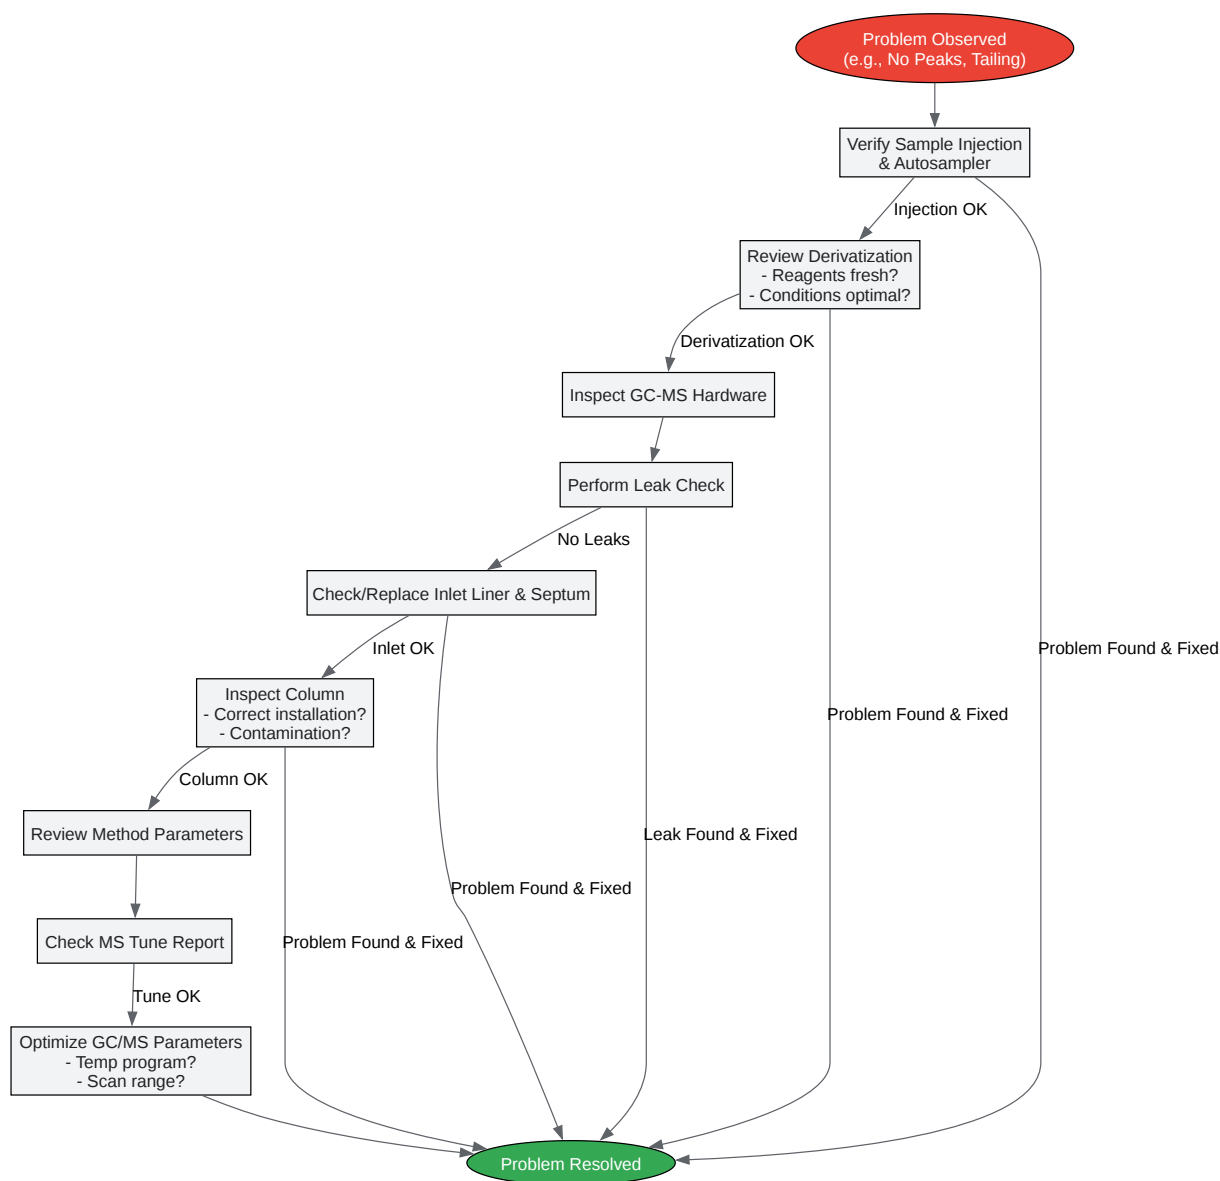 Problem Observed
(e.g., No Peaks, Tailing)
Verify Sample Injection
& Autosampler
Injection OK
Review Derivatization
- Reagents fresh?
- Conditions optimal?
Derivatization OK
Inspect GC-MS Hardware
Perform Leak Check
No Leaks
Check/Replace Inlet Liner & Septum
Inlet OK
Problem Found & Fixed
Inspect Column
- Correct installation?
- Contamination?
Problem Found & Fixed
Column OK
Review Method Parameters
Leak Found & Fixed
Problem Found & Fixed
Check MS Tune Report
Problem Found & Fixed
Tune OK
Optimize GC/MS Parameters
- Temp program?
- Scan range?
Problem Resolved